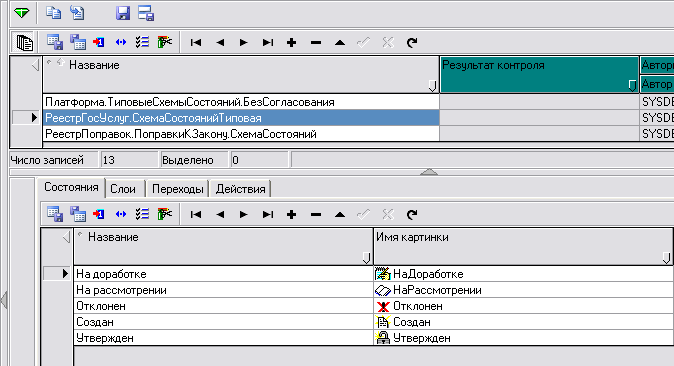 Название Результат контроля Автор
Автор
Платформа.ТиповыеСхемыСостояний.БезСогласования SYSDE
РеестрГосУслуг.СхемаСостоянийТиповая SYSDE
РеестрПоправок.ПоправкиКЗакону.СхемаСостояний SYSDE
Число записей 13 Выделено 0
Состояния Слои Переходы Действия
Название Имя картинки
На доработке НаДоработке
На рассмотрении НаРассмотрении
Отклонен Отклонен
Создан Создан
Утвержден Утвержден